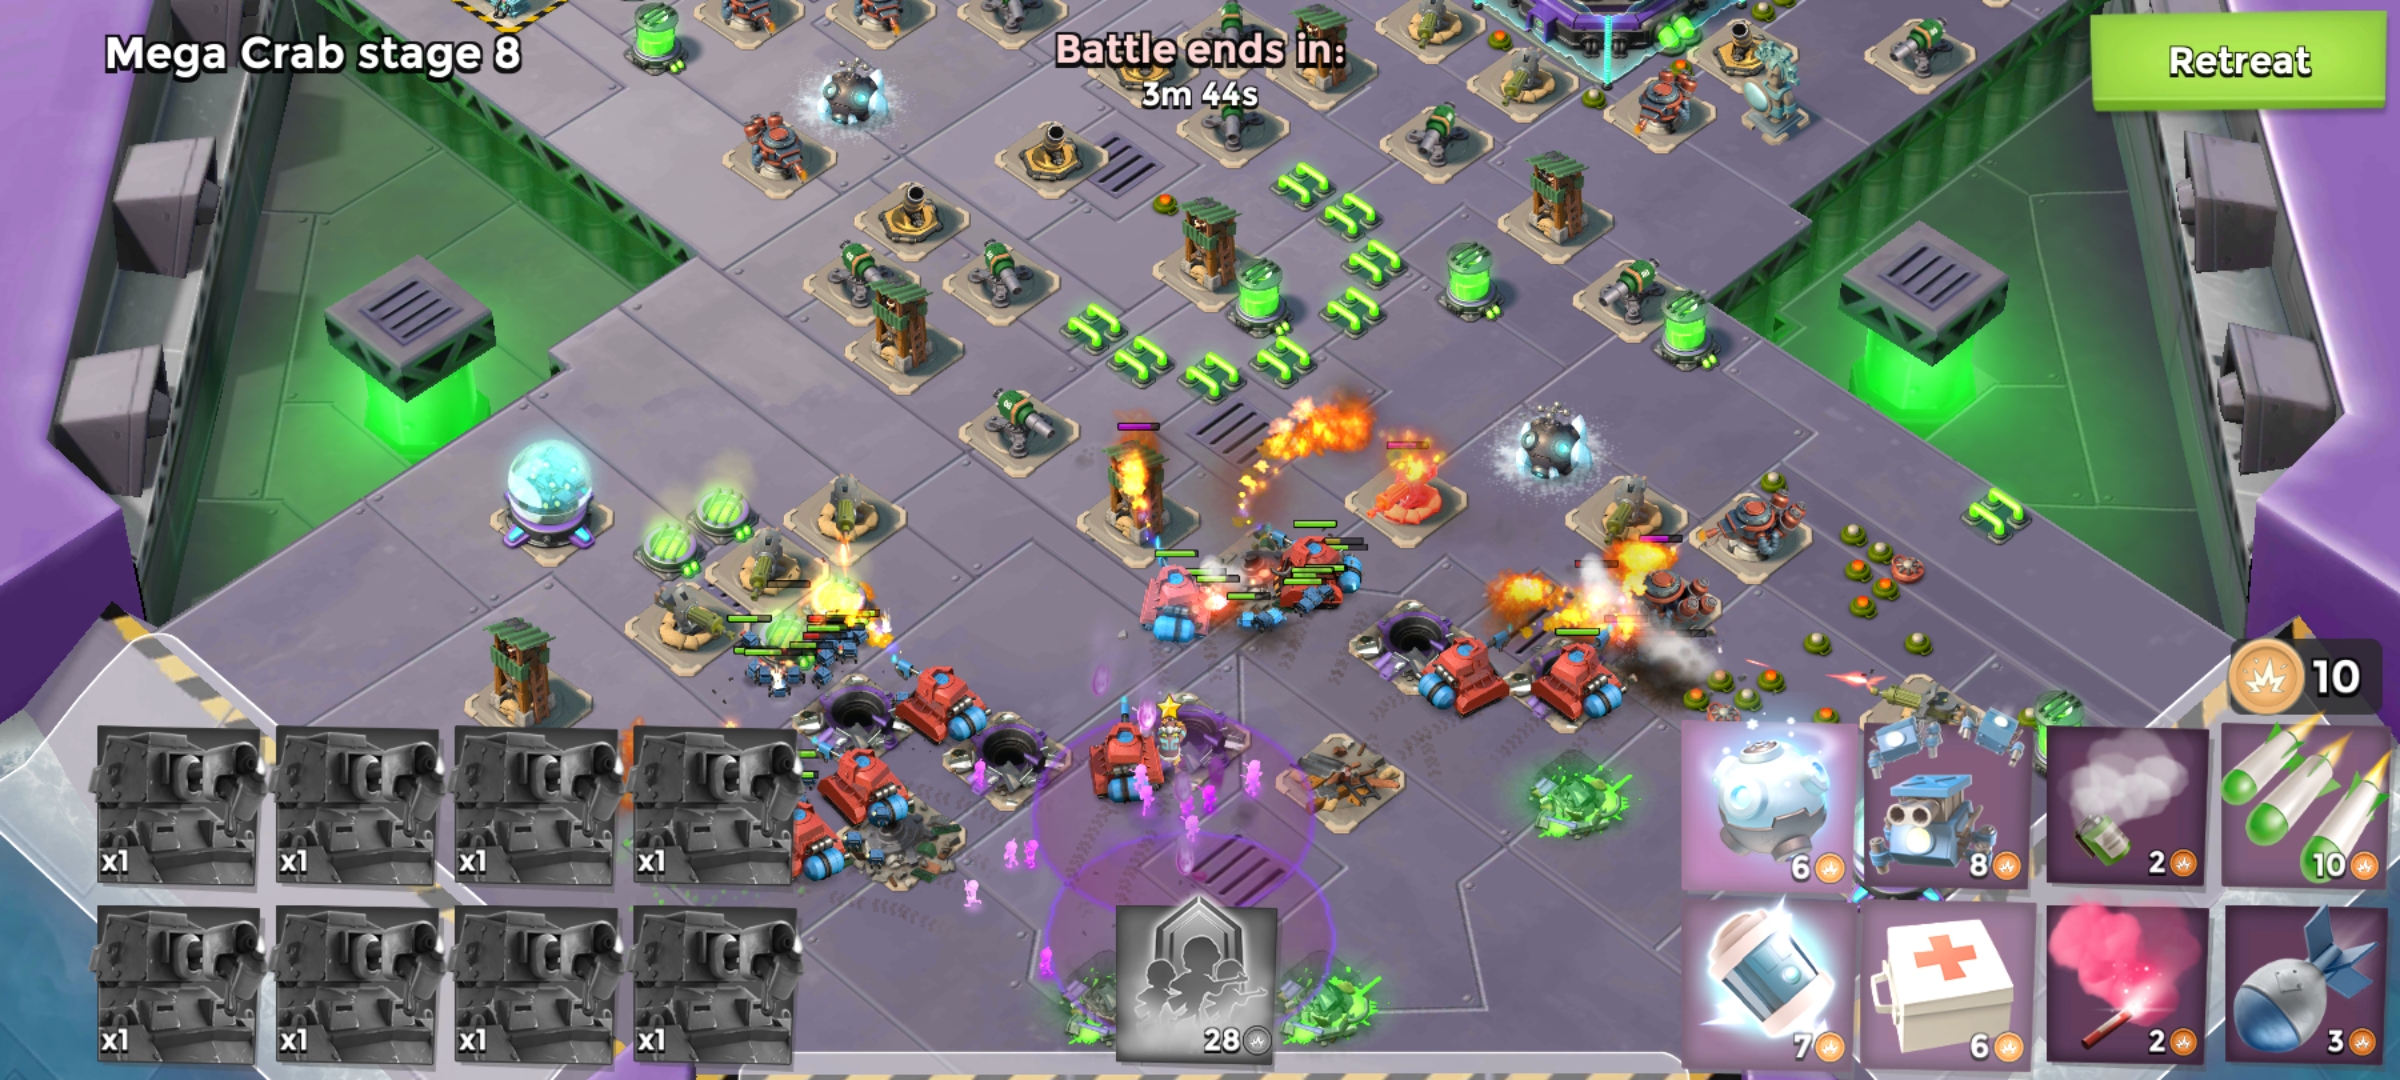 Mega Crab stage 8
Battle ends in:
3m 44s
Retreat
10
x1
x1
x1
x1
6
8
2
10
x1
x1
x1
x1
28
7
6
2
3